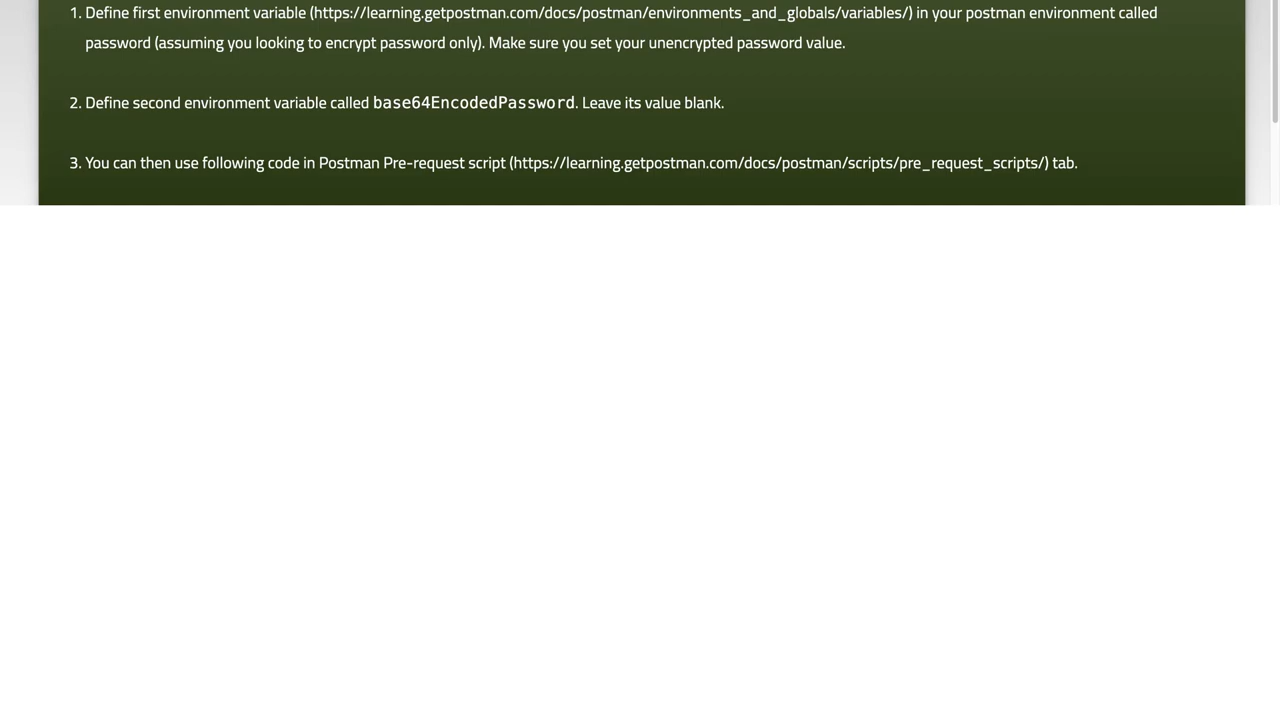 1. Define first environment variable (https://learning.getpostman.com/docs/postman/environments_and_globals/variables/) in your postman environment called
password (assuming you looking to encrypt password only). Make sure you set your unencrypted password value.
2. Define second environment variable called base64EncodedPassword. Leave its value blank.
3. You can then use following code in Postman Pre-request script (https://learning.getpostman.com/docs/postman/scripts/pre_request_scripts/) tab.